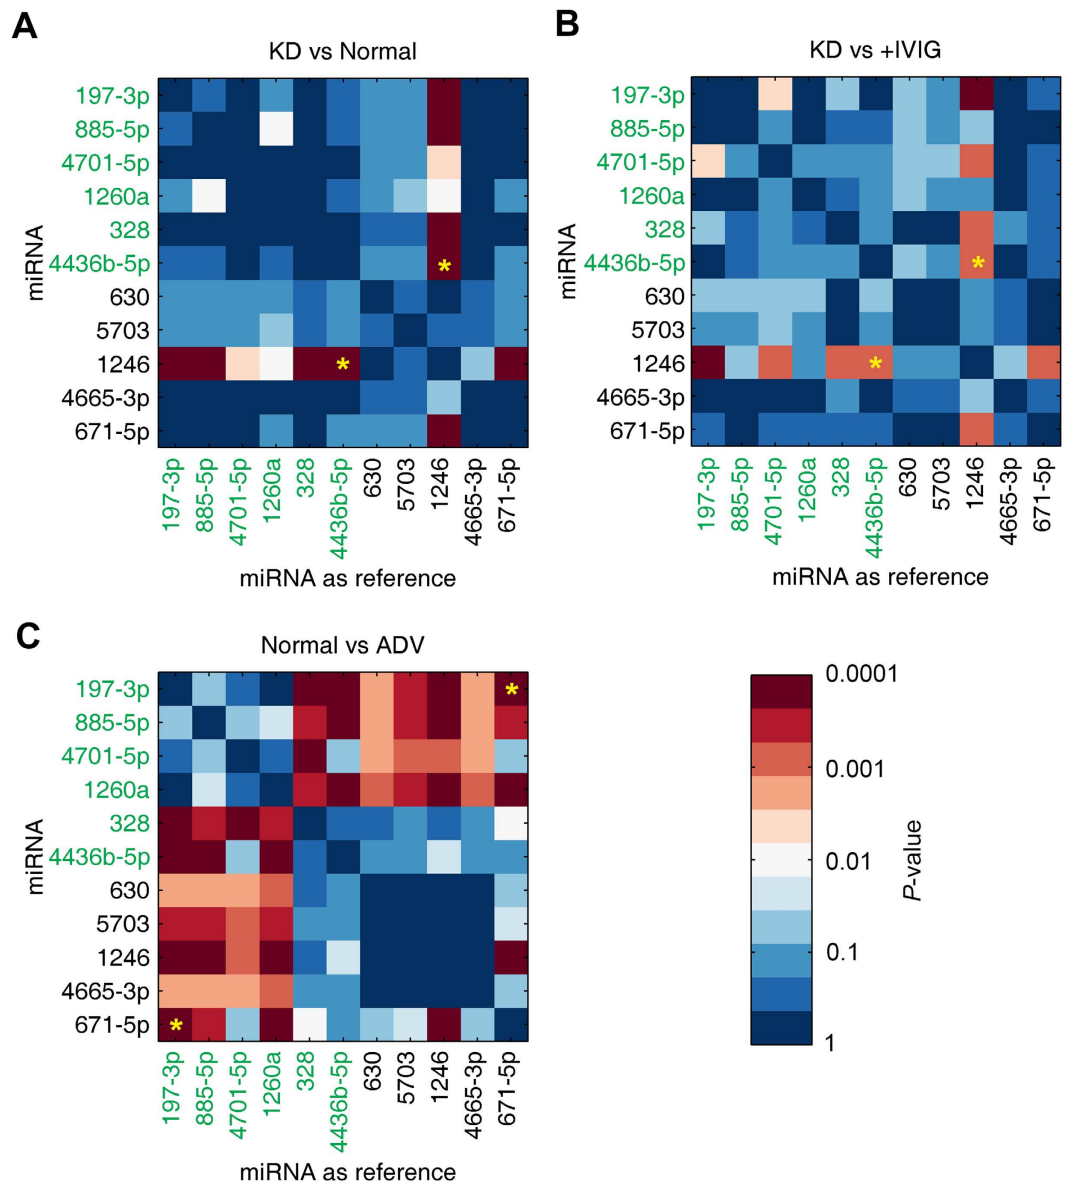 A
KD vs Normal
miRNA
197-3p
885-5p
4701-5p
1260a
328
4436b-5p
630
5703
1246
4665-3p
671-5p
*
*
197-3p
885-5p
4701-5p
1260a
328
4436b-5p
630
5703
1246
4665-3p
671-5p
miRNA as reference
B
KD vs +IVIG
miRNA
197-3p
885-5p
4701-5p
1260a
328
4436b-5p
630
5703
1246
4665-3p
671-5p
*
*
197-3p
885-5p
4701-5p
1260a
328
4436b-5p
630
5703
1246
4665-3p
671-5p
miRNA as reference
C
Normal vs ADV
miRNA
197-3p
885-5p
4701-5p
1260a
328
4436b-5p
630
5703
1246
4665-3p
671-5p
*
*
197-3p
885-5p
4701-5p
1260a
328
4436b-5p
630
5703
1246
4665-3p
671-5p
miRNA as reference
0.0001
0.001
0.01
0.1
1
P-value